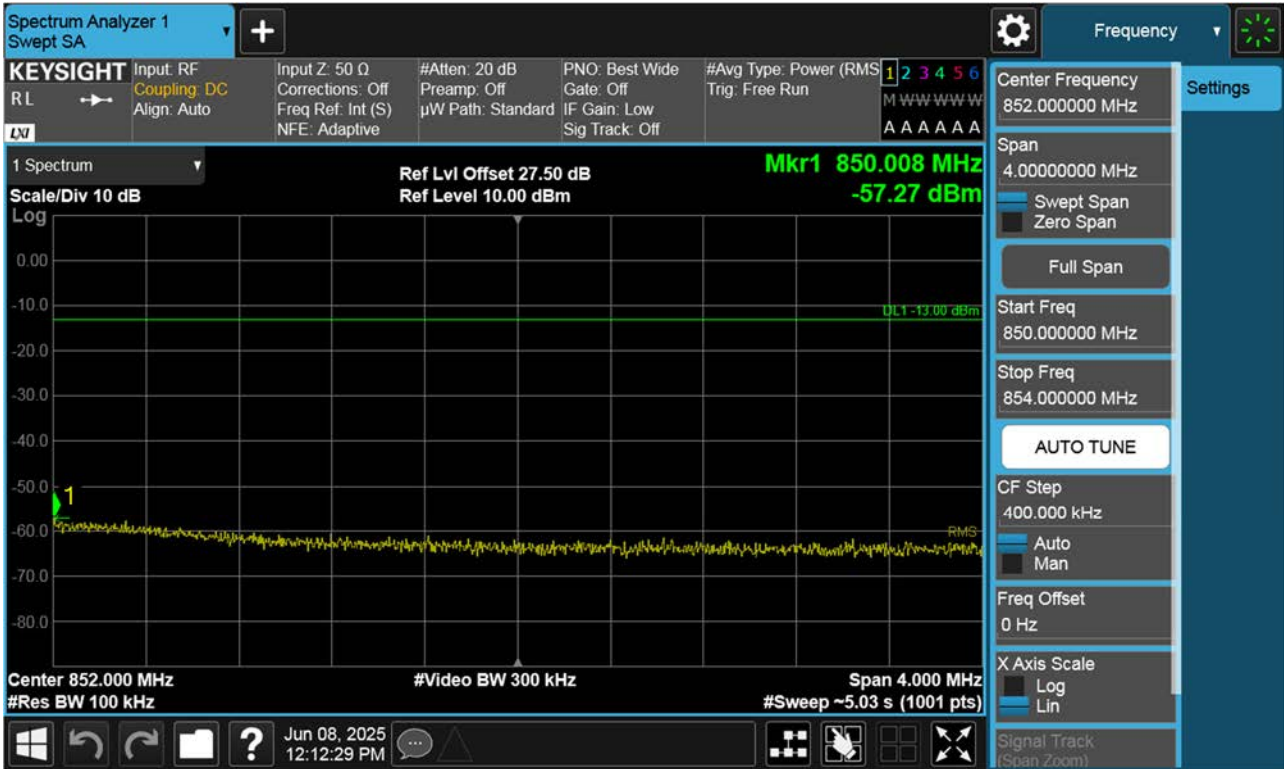 Spectrum Analyzer 1
Swept SA
Frequency
KEYSIGHT
RL
LXI
Input: RF
Coupling: DC
Align: Auto
Input Z: 50 Ω
Corrections: Off
Freq Ref: Int (S)
NFE: Adaptive
#Atten: 20 dB
Preamp: Off
µW Path: Standard
PNO: Best Wide
Gate: Off
IF Gain: Low
Sig Track: Off
#Avg Type: Power (RMS
Trig: Free Run
1 2 3 4 5 6
M W W W W W
A A A A A A
1 Spectrum
Scale/Div 10 dB
Log
Ref Lvl Offset 27.50 dB
Ref Level 10.00 dBm
Mkr1 850.008 MHz
-57.27 dBm
0.00
-10.0
-20.0
-30.0
-40.0
-50.0
-60.0
-70.0
-80.0
DL1 -13.00 dBm
1
RMS
Center 852.000 MHz
#Res BW 100 kHz
#Video BW 300 kHz
Span 4.000 MHz
#Sweep ~5.03 s (1001 pts)
Center Frequency
852.000000 MHz
Settings
Span
4.00000000 MHz
Swept Span
Zero Span
Full Span
Start Freq
850.000000 MHz
Stop Freq
854.000000 MHz
AUTO TUNE
CF Step
400.000 kHz
Auto
Man
Freq Offset
0 Hz
X Axis Scale
Log
Lin
Signal Track
(Span Zoom)
?
Jun 08, 2025
12:12:29 PM